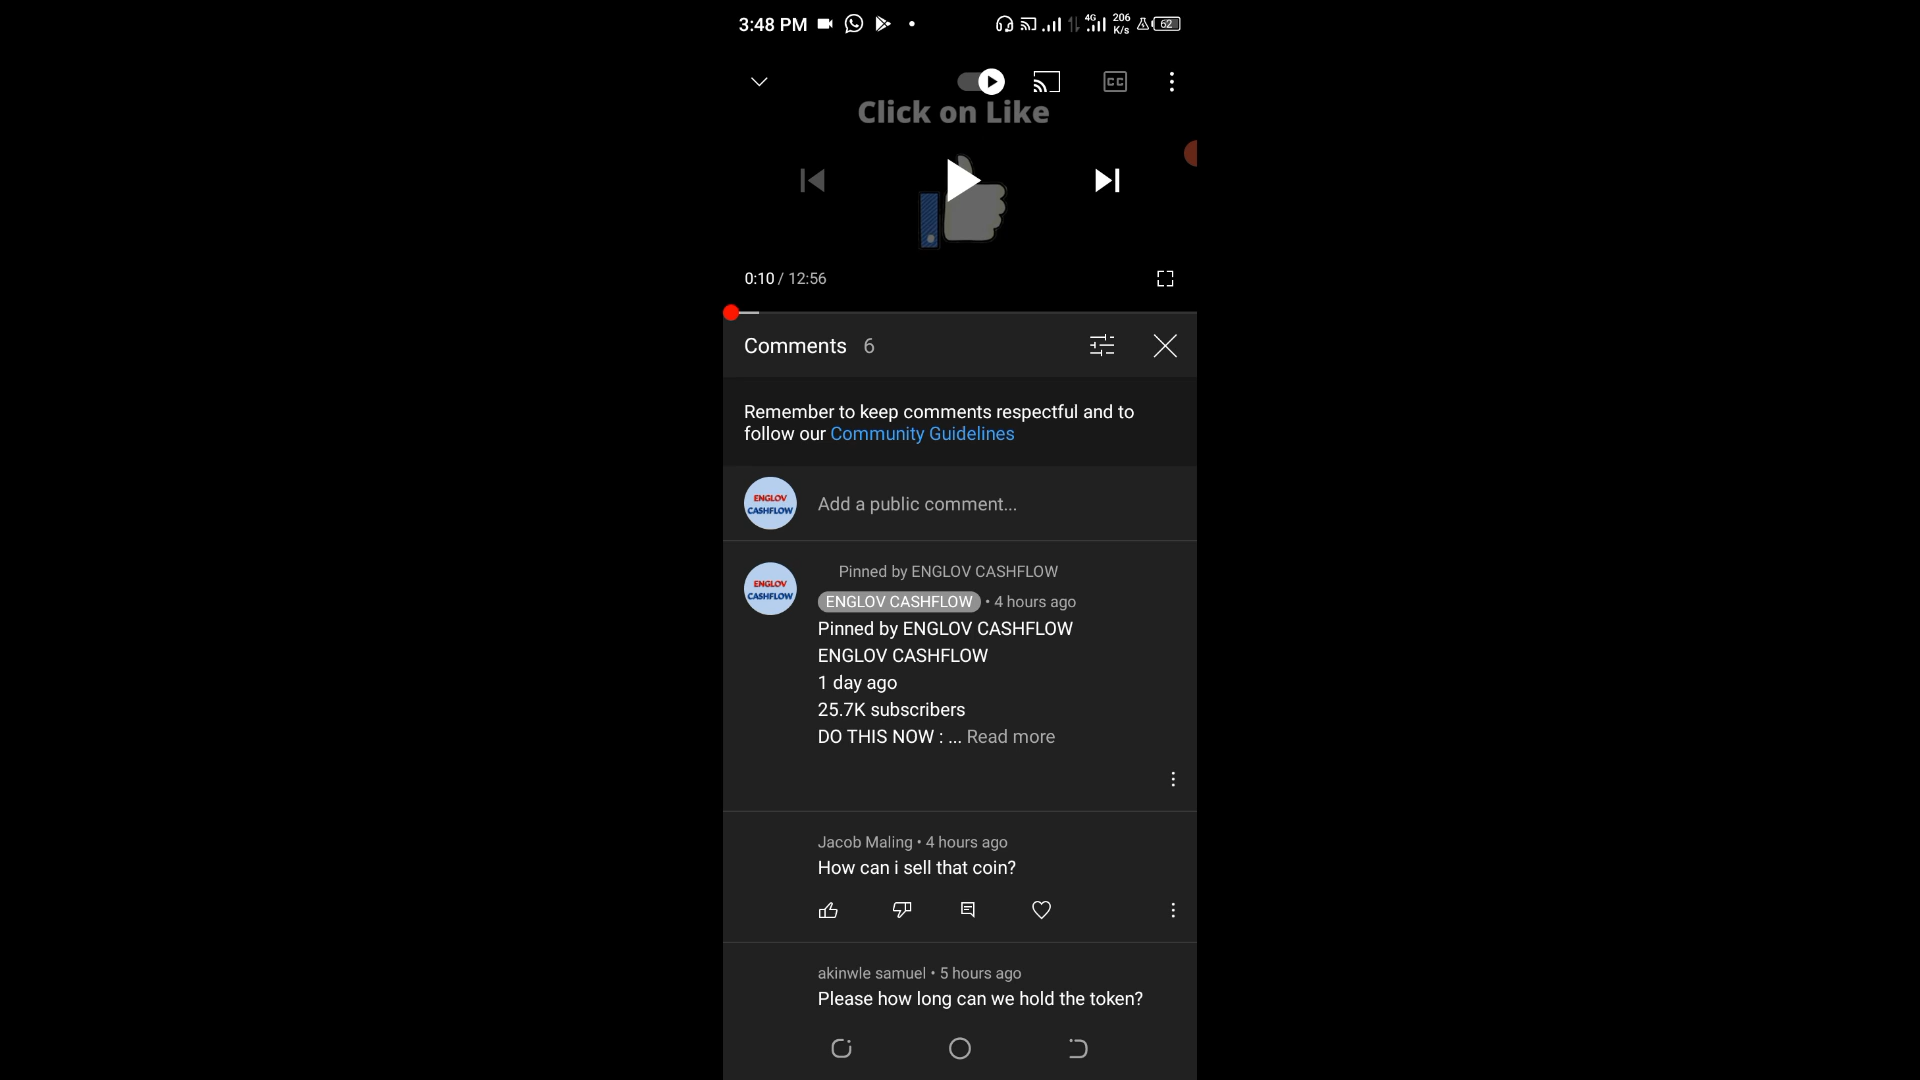 3:48 PM
4G
206
K/s
62
CC
Click on Like
0:10 / 12:56
Comments 6
Remember to keep comments respectful and to
follow our Community Guidelines
ENGLOV
CASHFLOW
Add a public comment...
ENGLOV
CASHFLOW
Pinned by ENGLOV CASHFLOW
ENGLOV CASHFLOW • 4 hours ago
Pinned by ENGLOV CASHFLOW
ENGLOV CASHFLOW
1 day ago
25.7K subscribers
DO THIS NOW : ... Read more
Jacob Maling • 4 hours ago
How can i sell that coin?
akinwle samuel • 5 hours ago
Please how long can we hold the token?